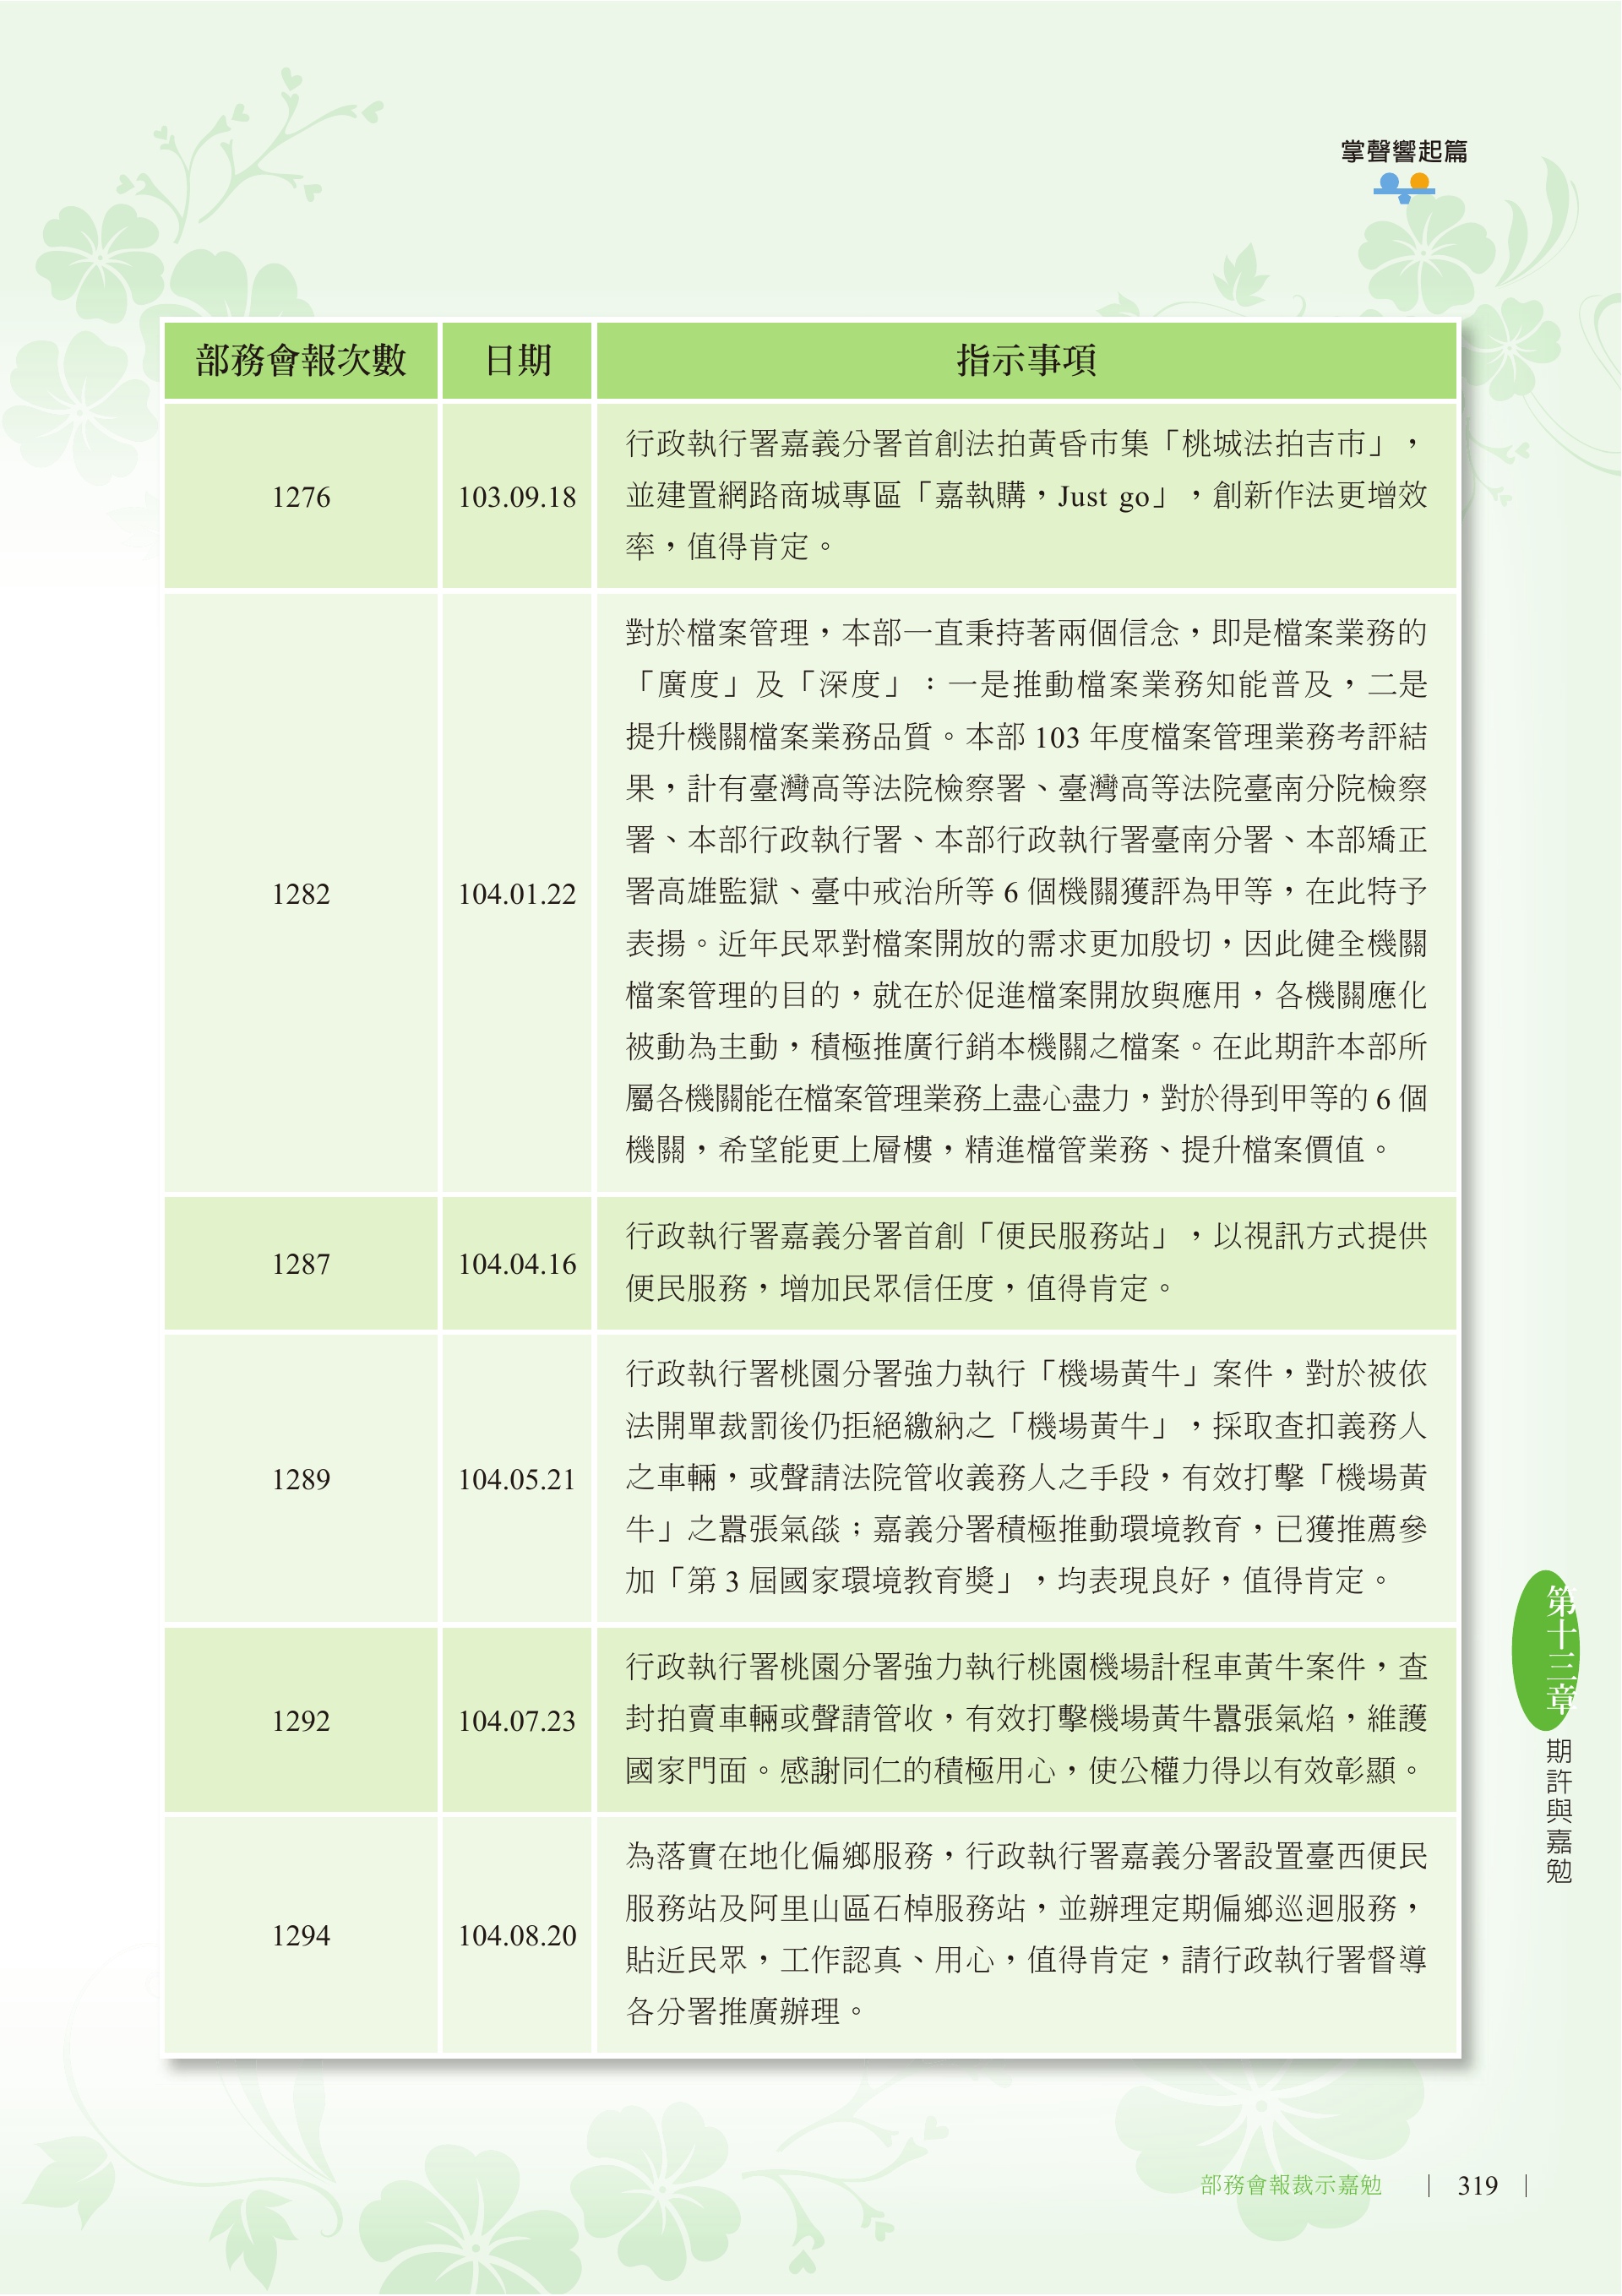 掌聲響起篇
部務會報次數 日期 指示事項
1276 103.09.18
行政執行署嘉義分署首創法拍黃昏市集「桃城法拍吉市」，
並建置網路商城專區「嘉執購，Just go」，創新作法更增效
率，值得肯定。
1282 104.01.22
對於檔案管理，本部一直秉持著兩個信念，即是檔案業務的
「廣度」及「深度」：一是推動檔案業務知能普及，二是
提升機關檔案業務品質。本部 103 年度檔案管理業務考評結
果，計有臺灣高等法院檢察署、臺灣高等法院臺南分院檢察
署、本部行政執行署、本部行政執行署臺南分署、本部矯正
署高雄監獄、臺中戒治所等 6 個機關獲評為甲等，在此特予
表揚。近年民眾對檔案開放的需求更加殷切，因此健全機關
檔案管理的目的，就在於促進檔案開放與應用，各機關應化
被動為主動，積極推廣行銷本機關之檔案。在此期許本部所
屬各機關能在檔案管理業務上盡心盡力，對於得到甲等的 6 個
機關，希望能更上層樓，精進檔管業務、提升檔案價值。
1287 104.04.16
行政執行署嘉義分署首創「便民服務站」，以視訊方式提供
便民服務，增加民眾信任度，值得肯定。
1289 104.05.21
行政執行署桃園分署強力執行「機場黃牛」案件，對於被依
法開單裁罰後仍拒絕繳納之「機場黃牛」，採取查扣義務人
之車輛，或聲請法院管收義務人之手段，有效打擊「機場黃
牛」之囂張氣燄；嘉義分署積極推動環境教育，已獲推薦參
加「第 3 屆國家環境教育獎」，均表現良好，值得肯定。
1292 104.07.23
行政執行署桃園分署強力執行桃園機場計程車黃牛案件，查
封拍賣車輛或聲請管收，有效打擊機場黃牛囂張氣焰，維護
國家門面。感謝同仁的積極用心，使公權力得以有效彰顯。
1294 104.08.20
為落實在地化偏鄉服務，行政執行署嘉義分署設置臺西便民
服務站及阿里山區石棹服務站，並辦理定期偏鄉巡迴服務，
貼近民眾，工作認真、用心，值得肯定，請行政執行署督導
各分署推廣辦理。
第十三章 期許與嘉勉
部務會報裁示嘉勉 | 319 |